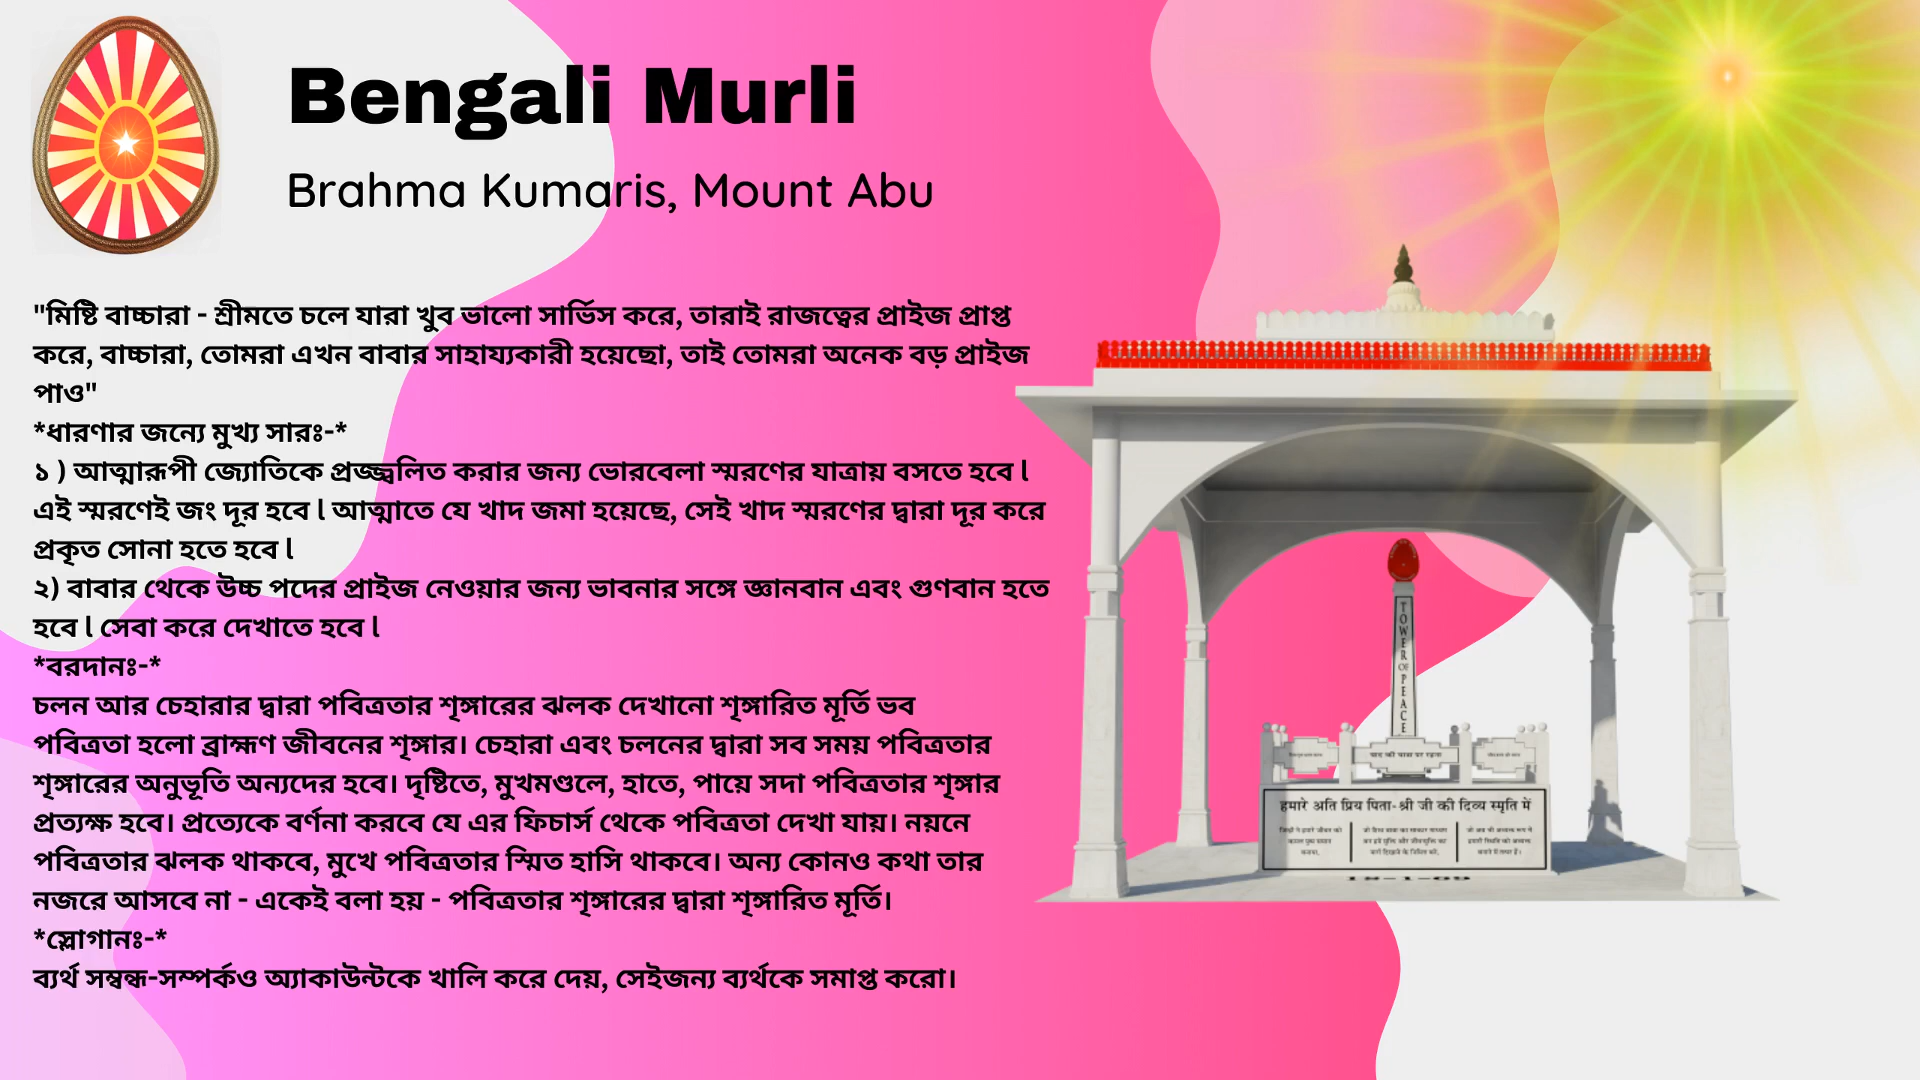 Bengali Murli
Brahma Kumaris, Mount Abu
"মিষ্টি বাচ্চারা - শ্রীমতে চলে যারা খুব ভালো সার্ভিস করে, তারাই রাজত্বের প্রাইজ প্রাপ্ত
করে, বাচ্চারা, তোমরা এখন বাবার সাহায্যকারী হয়েছো, তাই তোমরা অনেক বড় প্রাইজ
পাও"
*ধারণার জন্যে মুখ্য সারঃ-*
১ ) আত্মারূপী জ্যোতিকে প্রজ্জ্বলিত করার জন্য ভোরবেলা স্মরণের যাত্রায় বসতে হবে l
এই স্মরণেই জং দূর হবে l আত্মাতে যে খাদ জমা হয়েছে, সেই খাদ স্মরণের দ্বারা দূর করে
প্রকৃত সোনা হতে হবে l
২) বাবার থেকে উচ্চ পদের প্রাইজ নেওয়ার জন্য ভাবনার সঙ্গে জ্ঞানবান এবং গুণবান হতে
হবে l সেবা করে দেখাতে হবে l
*বরদানঃ-*
চলন আর চেহারার দ্বারা পবিত্রতার শৃঙ্গারের ঝলক দেখানো শৃঙ্গারিত মূর্তি ভব
পবিত্রতা হলো ব্রাহ্মণ জীবনের শৃঙ্গার। চেহারা এবং চলনের দ্বারা সব সময় পবিত্রতার
শৃঙ্গারের অনুভূতি অন্যদের হবে। দৃষ্টিতে, মুখমণ্ডলে, হাতে, পায়ে সদা পবিত্রতার শৃঙ্গার
প্রত্যক্ষ হবে। প্রত্যেকে বর্ণনা করবে যে এর ফিচার্স থেকে পবিত্রতা দেখা যায়। নয়নে
পবিত্রতার ঝলক থাকবে, মুখে পবিত্রতার স্মিত হাসি থাকবে। অন্য কোনও কথা তার
নজরে আসবে না - একেই বলা হয় - পবিত্রতার শৃঙ্গারের দ্বারা শৃঙ্গারিত মূর্তি।
*স্লোগানঃ-*
ব্যর্থ সম্বন্ধ-সম্পর্কও অ্যাকাউন্টকে খালি করে দেয়, সেইজন্য ব্যর্থকে সমাপ্ত করো।
TOWER OF PEACE
हमारे अति प्रिय पिता-श्री जी की दिव्य स्मृति में